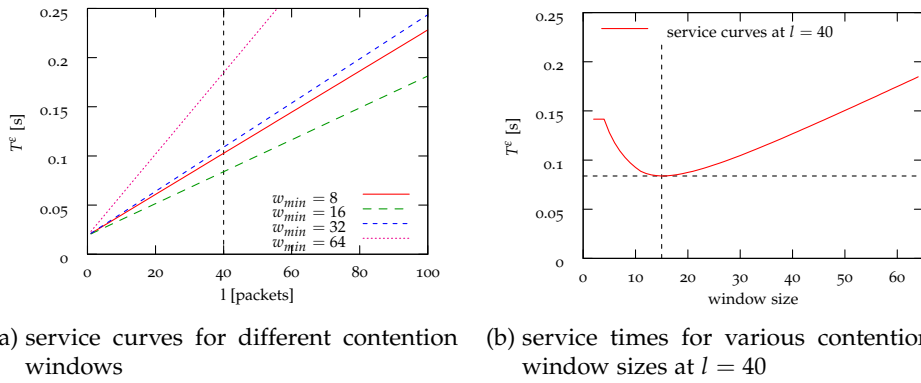 0.25
0.2
0.15
0.1
0.05
0
T^ε [s]
w_min = 8
w_min = 16
w_min = 32
w_min = 64
0 20 40 60 80 100
l [packets]
service curves at l = 40
0.25
0.2
0.15
0.1
0.05
0
T^ε [s]
0 10 20 30 40 50 60
window size
a) service curves for different contention
windows
(b) service times for various contention
window sizes at l = 40